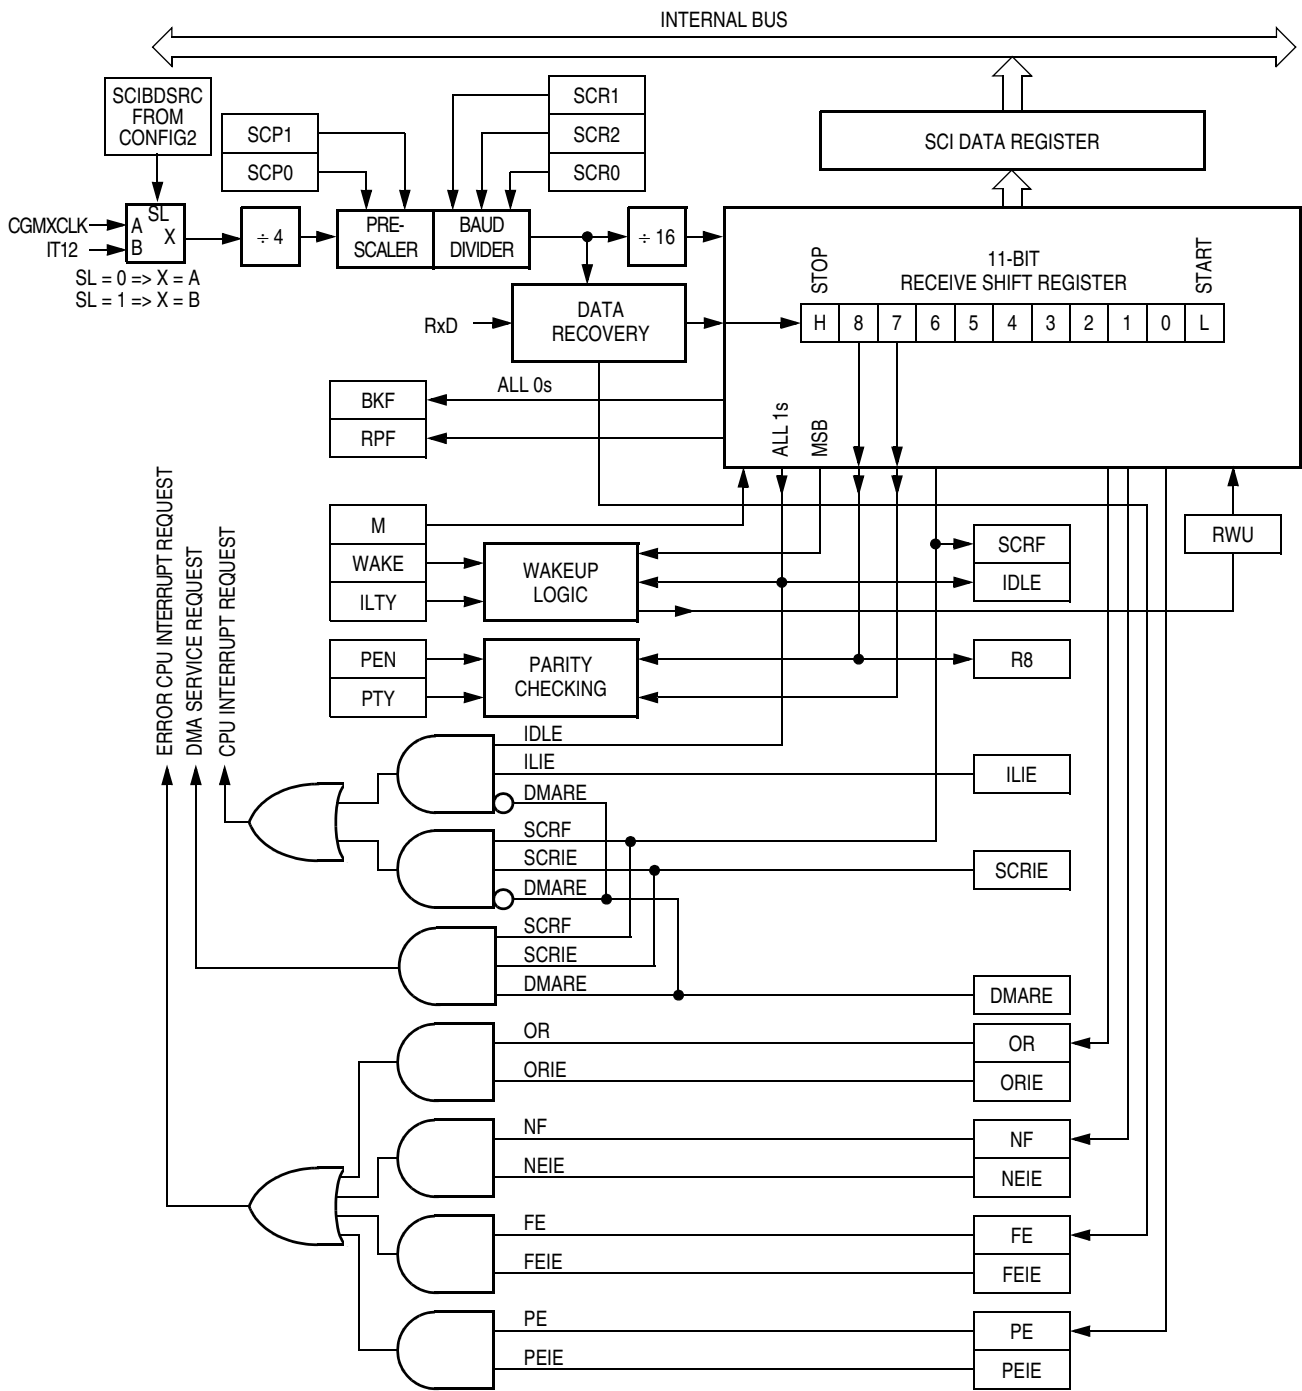 INTERNAL BUS
SCIBDSRC
FROM
CONFIG2
SCP1
SCP0
SCR1
SCR2
SCR0
SCI DATA REGISTER
CGMXCLK
IT12
SL
A
X
B
SL = 0 => X = A
SL = 1 => X = B
÷ 4
PRE-
SCALER
BAUD
DIVIDER
÷ 16
11-BIT
RECEIVE SHIFT REGISTER
STOP
START
H 8 7 6 5 4 3 2 1 0 L
RxD
DATA
RECOVERY
ALL 0s
BKF
RPF
ALL 1s
MSB
M
WAKE
ILTY
WAKEUP
LOGIC
SCRF
IDLE
RWU
PEN
PTY
PARITY
CHECKING
R8
ERROR CPU INTERRUPT REQUEST
DMA SERVICE REQUEST
CPU INTERRUPT REQUEST
IDLE
ILIE
ILIE
DMARE
SCRF
SCRIE
SCRIE
DMARE
SCRF
SCRIE
DMARE
DMARE
OR
OR
ORIE
ORIE
NF
NF
NEIE
NEIE
FE
FE
FEIE
FEIE
PE
PE
PEIE
PEIE